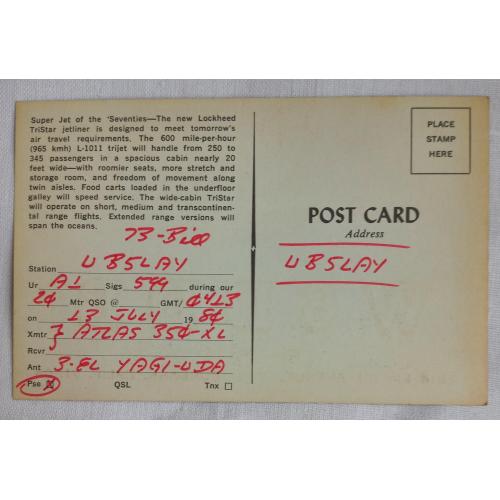 Super Jet of the 'Seventies—The new Lockheed
TriStar jetliner is designed to meet tomorrow's
air travel requirements. The 600 mile-per-hour
(965 kmh) L-1011 trijet will handle from 250 to
345 passengers in a spacious cabin nearly 20
feet wide—with roomier seats, more stretch and
storage room, and freedom of movement along
twin aisles. Food carts loaded in the underfloor
galley will speed service. The wide-cabin TriStar
will operate on short, medium and transcontinen-
tal range flights. Extended range versions will
span the oceans.
73-Bill
Station UB5LAY
Ur A1 Sigs 599 during our
20 Mtr QSO @ GMT/0413
on 13 JULY 1980
Xmtr } ATLAS 350-XL
Rcvr
Ant 3-EL YAGI-UDA
Pse QSL Tnx
PLACE
STAMP
HERE
POST CARD
Address
UB5LAY